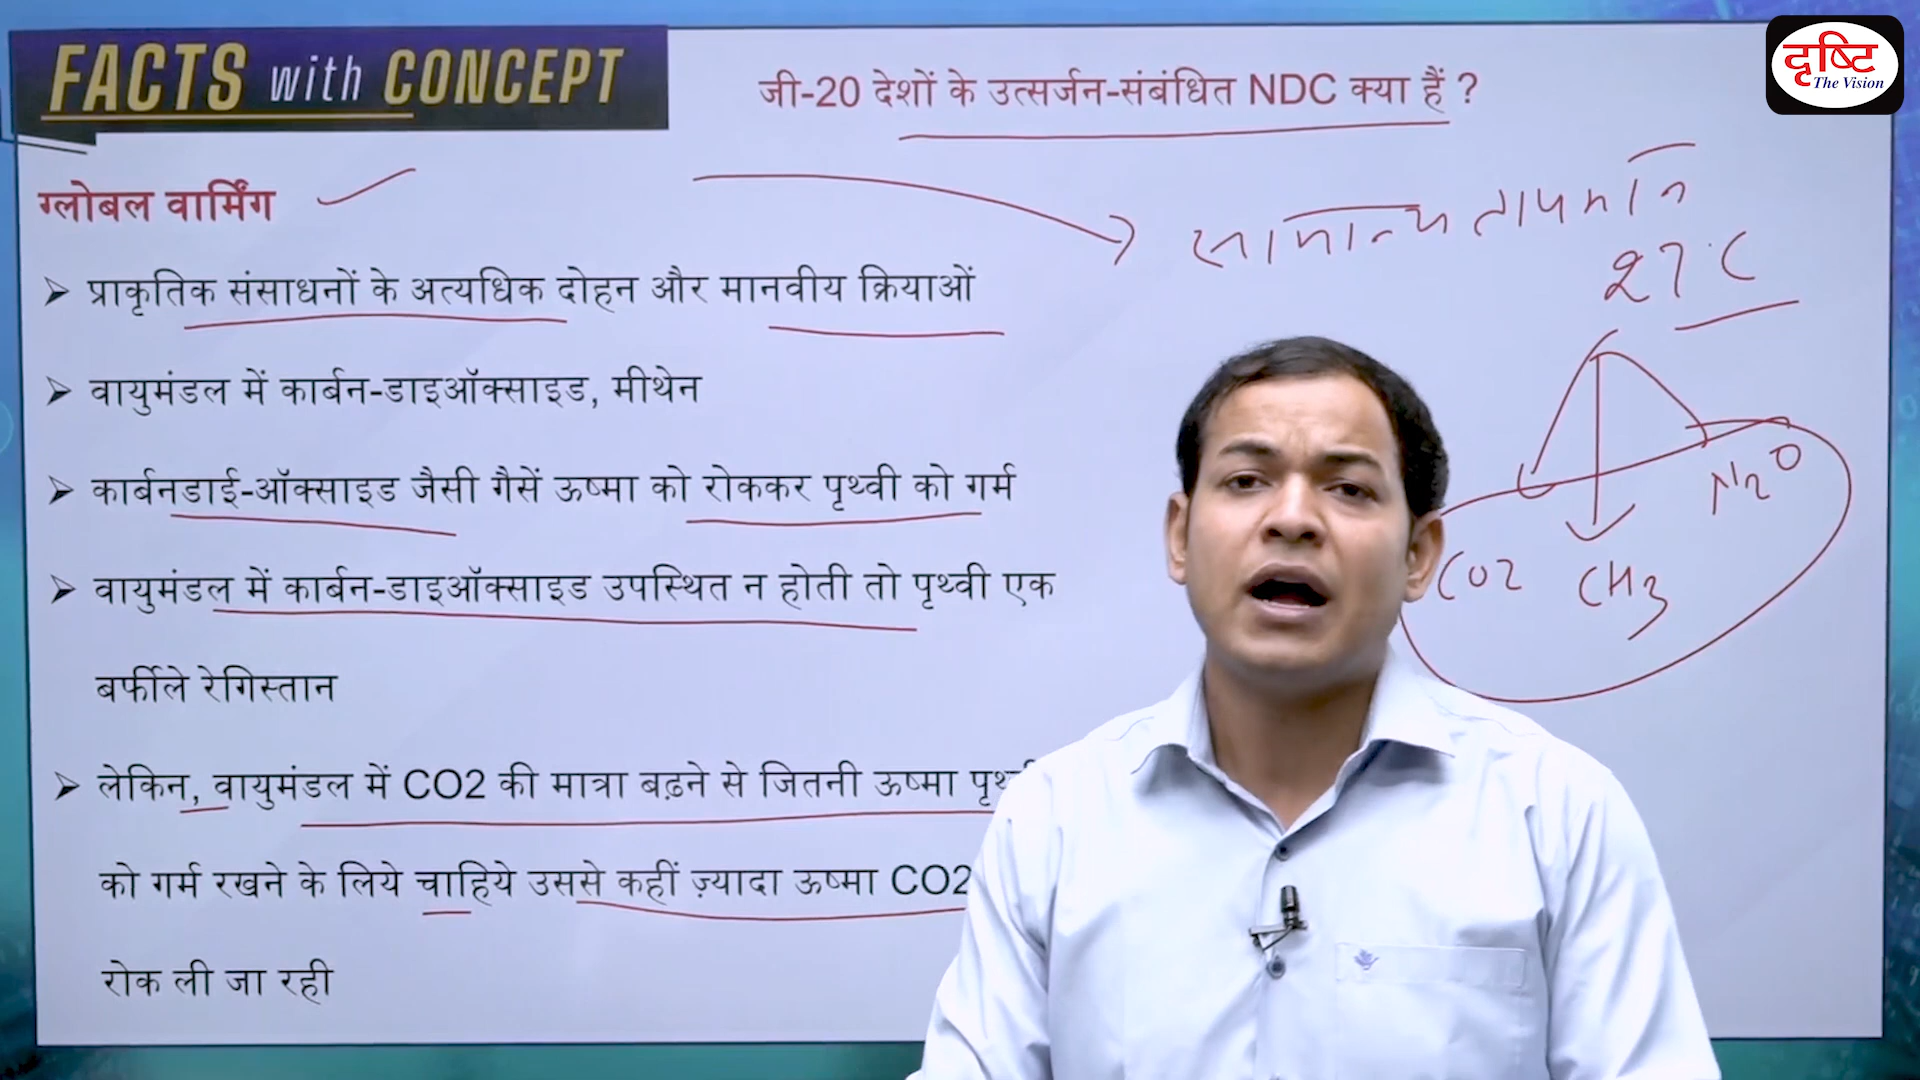 FACTS with CONCEPT
जी-20 देशों के उत्सर्जन-संबंधित NDC क्या हैं ?
दृष्टि
The Vision
ग्लोबल वार्मिंग
सामान्य तापमान
27°C
➢ प्राकृतिक संसाधनों के अत्यधिक दोहन और मानवीय क्रियाओं
➢ वायुमंडल में कार्बन-डाइऑक्साइड, मीथेन
➢ कार्बनडाई-ऑक्साइड जैसी गैसें ऊष्मा को रोककर पृथ्वी को गर्म
N2O
CO2 CH3
➢ वायुमंडल में कार्बन-डाइऑक्साइड उपस्थित न होती तो पृथ्वी एक
बर्फीले रेगिस्तान
➢ लेकिन, वायुमंडल में CO2 की मात्रा बढ़ने से जितनी ऊष्मा
को गर्म रखने के लिये चाहिये उससे कहीं ज़्यादा ऊष्मा CO2
रोक ली जा रही